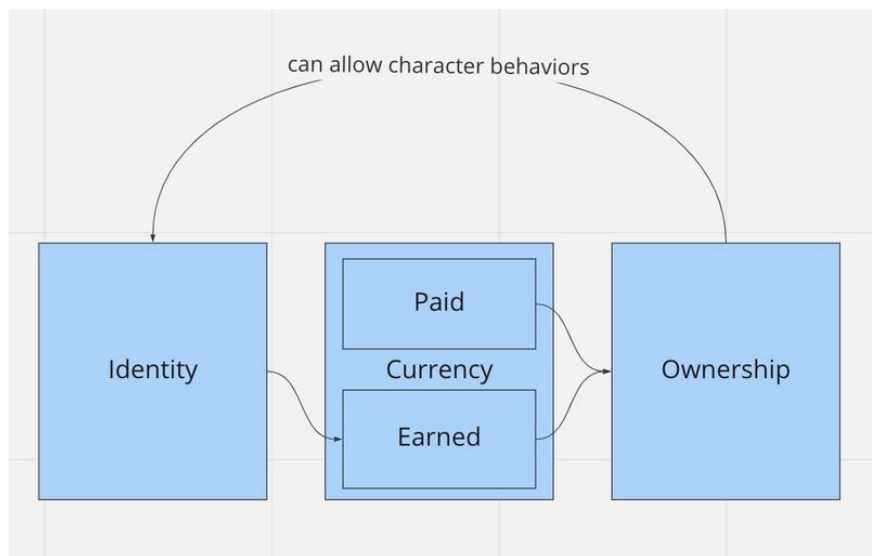 can allow character behaviors
Paid
Identity
Currency
Ownership
Earned